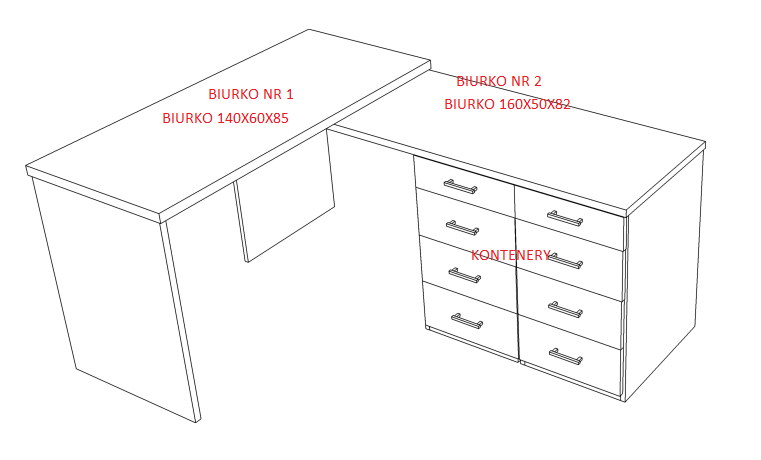 BIURKO NR 1
BIURKO 140X60X85
BIURKO NR 2
BIURKO 160X50X82
KONTENERY